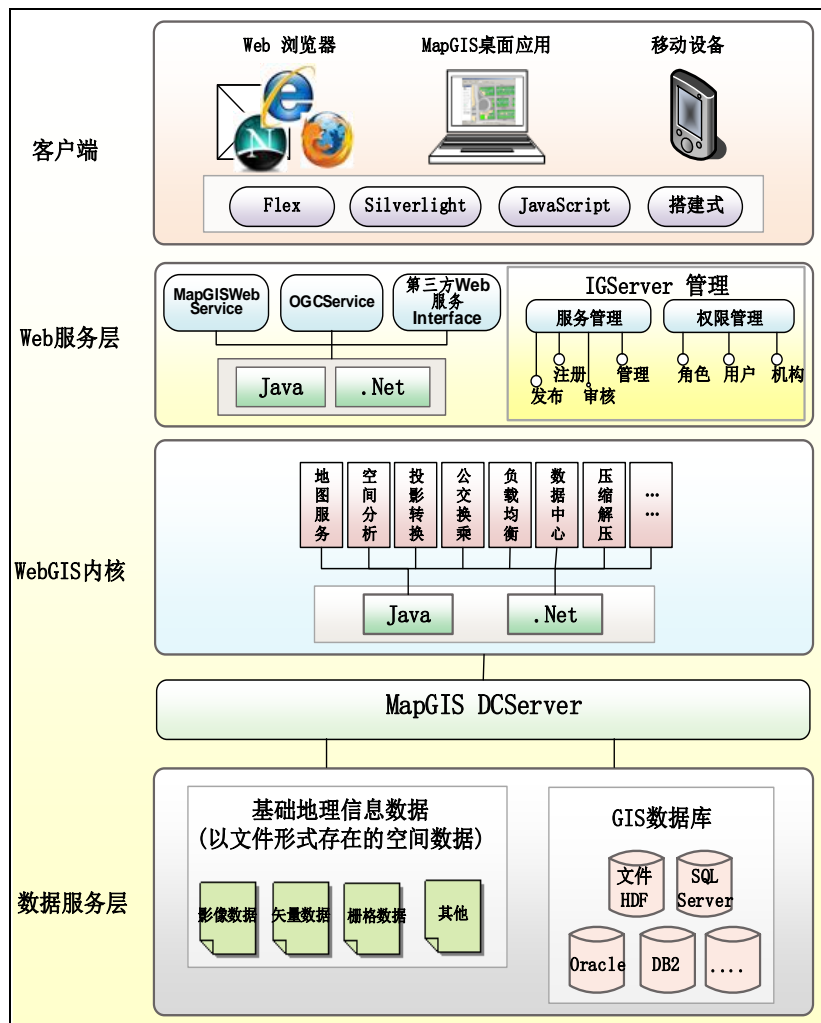 Web 浏览器
MapGIS桌面应用
移动设备
客户端
Flex
Silverlight
JavaScript
搭建式
Web服务层
MapGISWeb
Service
OGCService
第三方Web
服务
Interface
Java
.Net
IGServer 管理
服务管理
权限管理
发布
注册
审核
管理
角色
用户
机构
WebGIS内核
地图服务
空间分析
投影转换
公交换乘
负载均衡
数据中心
压缩解压
……
Java
.Net
MapGIS DCServer
数据服务层
基础地理信息数据
(以文件形式存在的空间数据)
影像数据
矢量数据
栅格数据
其他
GIS数据库
文件
HDF
SQL
Server
Oracle
DB2
....